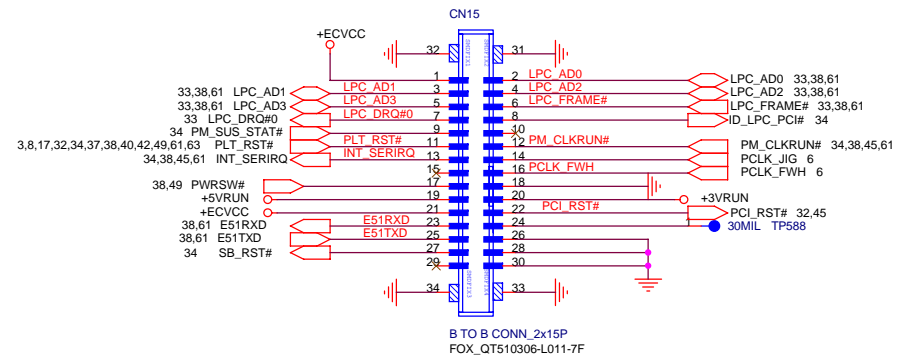 CN15
+ECVCC
32 SHDFIX1 SHDFIX2 31
1 2 LPC_AD0 LPC_AD0 33,38,61
33,38,61 LPC_AD1 LPC_AD1 3 4 LPC_AD2 LPC_AD2 33,38,61
33,38,61 LPC_AD3 LPC_AD3 5 6 LPC_FRAME# LPC_FRAME# 33,38,61
33 LPC_DRQ#0 LPC_DRQ#0 7 8 ID_LPC_PCI# 34
34 PM_SUS_STAT# 9 10
3,8,17,32,34,37,38,40,42,49,61,63 PLT_RST# PLT_RST# 11 12 PM_CLKRUN# PM_CLKRUN# 34,38,45,61
34,38,45,61 INT_SERIRQ INT_SERIRQ 13 14 PCLK_JIG 6
15 16 PCLK_FWH PCLK_FWH 6
38,49 PWRSW# 17 18
+5VRUN 19 20 +3VRUN
+ECVCC 21 22 PCI_RST# PCI_RST# 32,45
38,61 E51RXD E51RXD 23 24 1 30MIL TP588
38,61 E51TXD E51TXD 25 26
34 SB_RST# 27 28
29 30
34 SHDFIX3 SHDFIX4 33
B TO B CONN_2x15P
FOX_QT510306-L011-7F